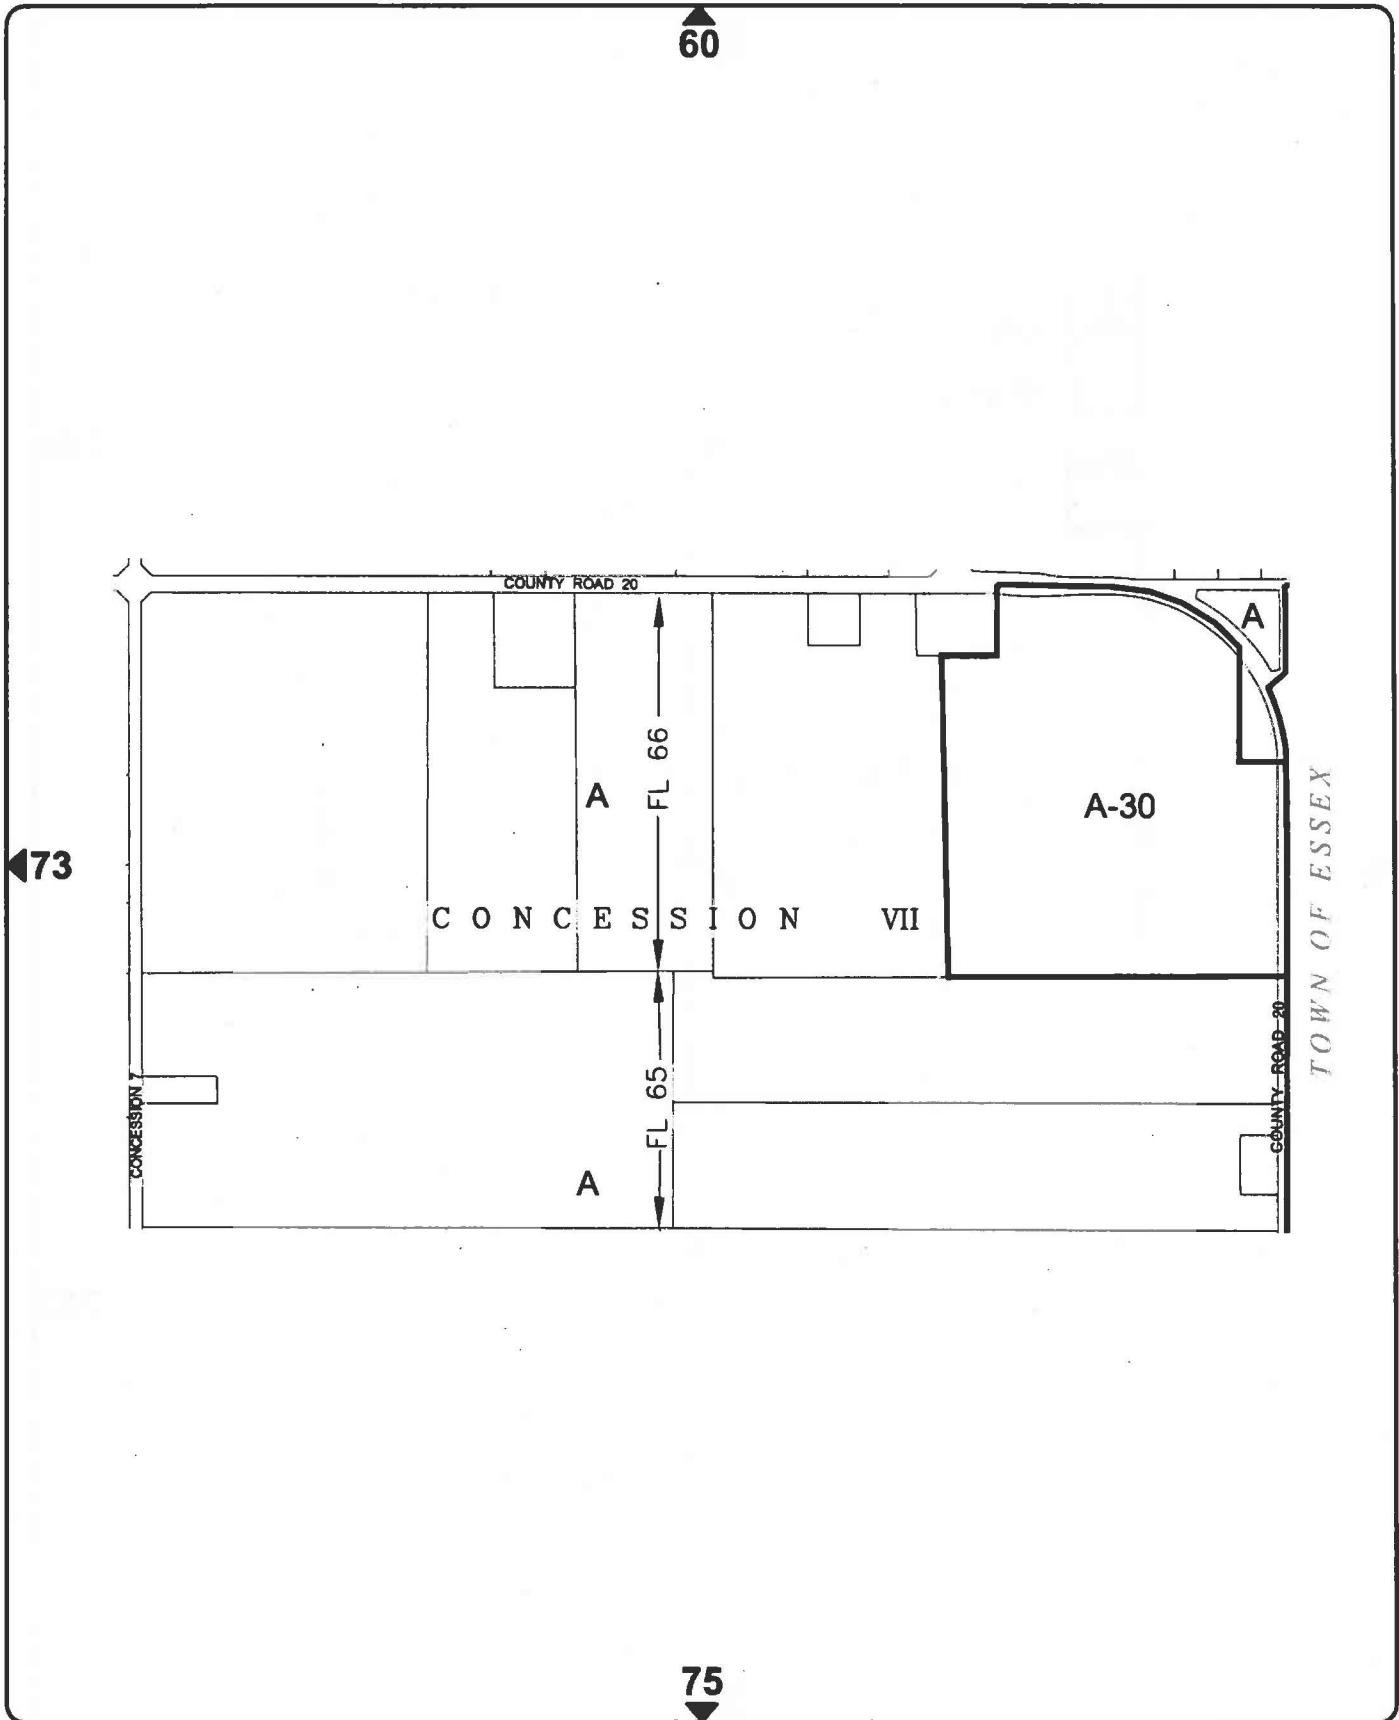 60
COUNTY ROAD 20
A
FL 66
A
A-30
TOWN OF ESSEX
73
CONCESSION VII
COUNTY ROAD 20
CONCESSION 7
FL 65
A
75